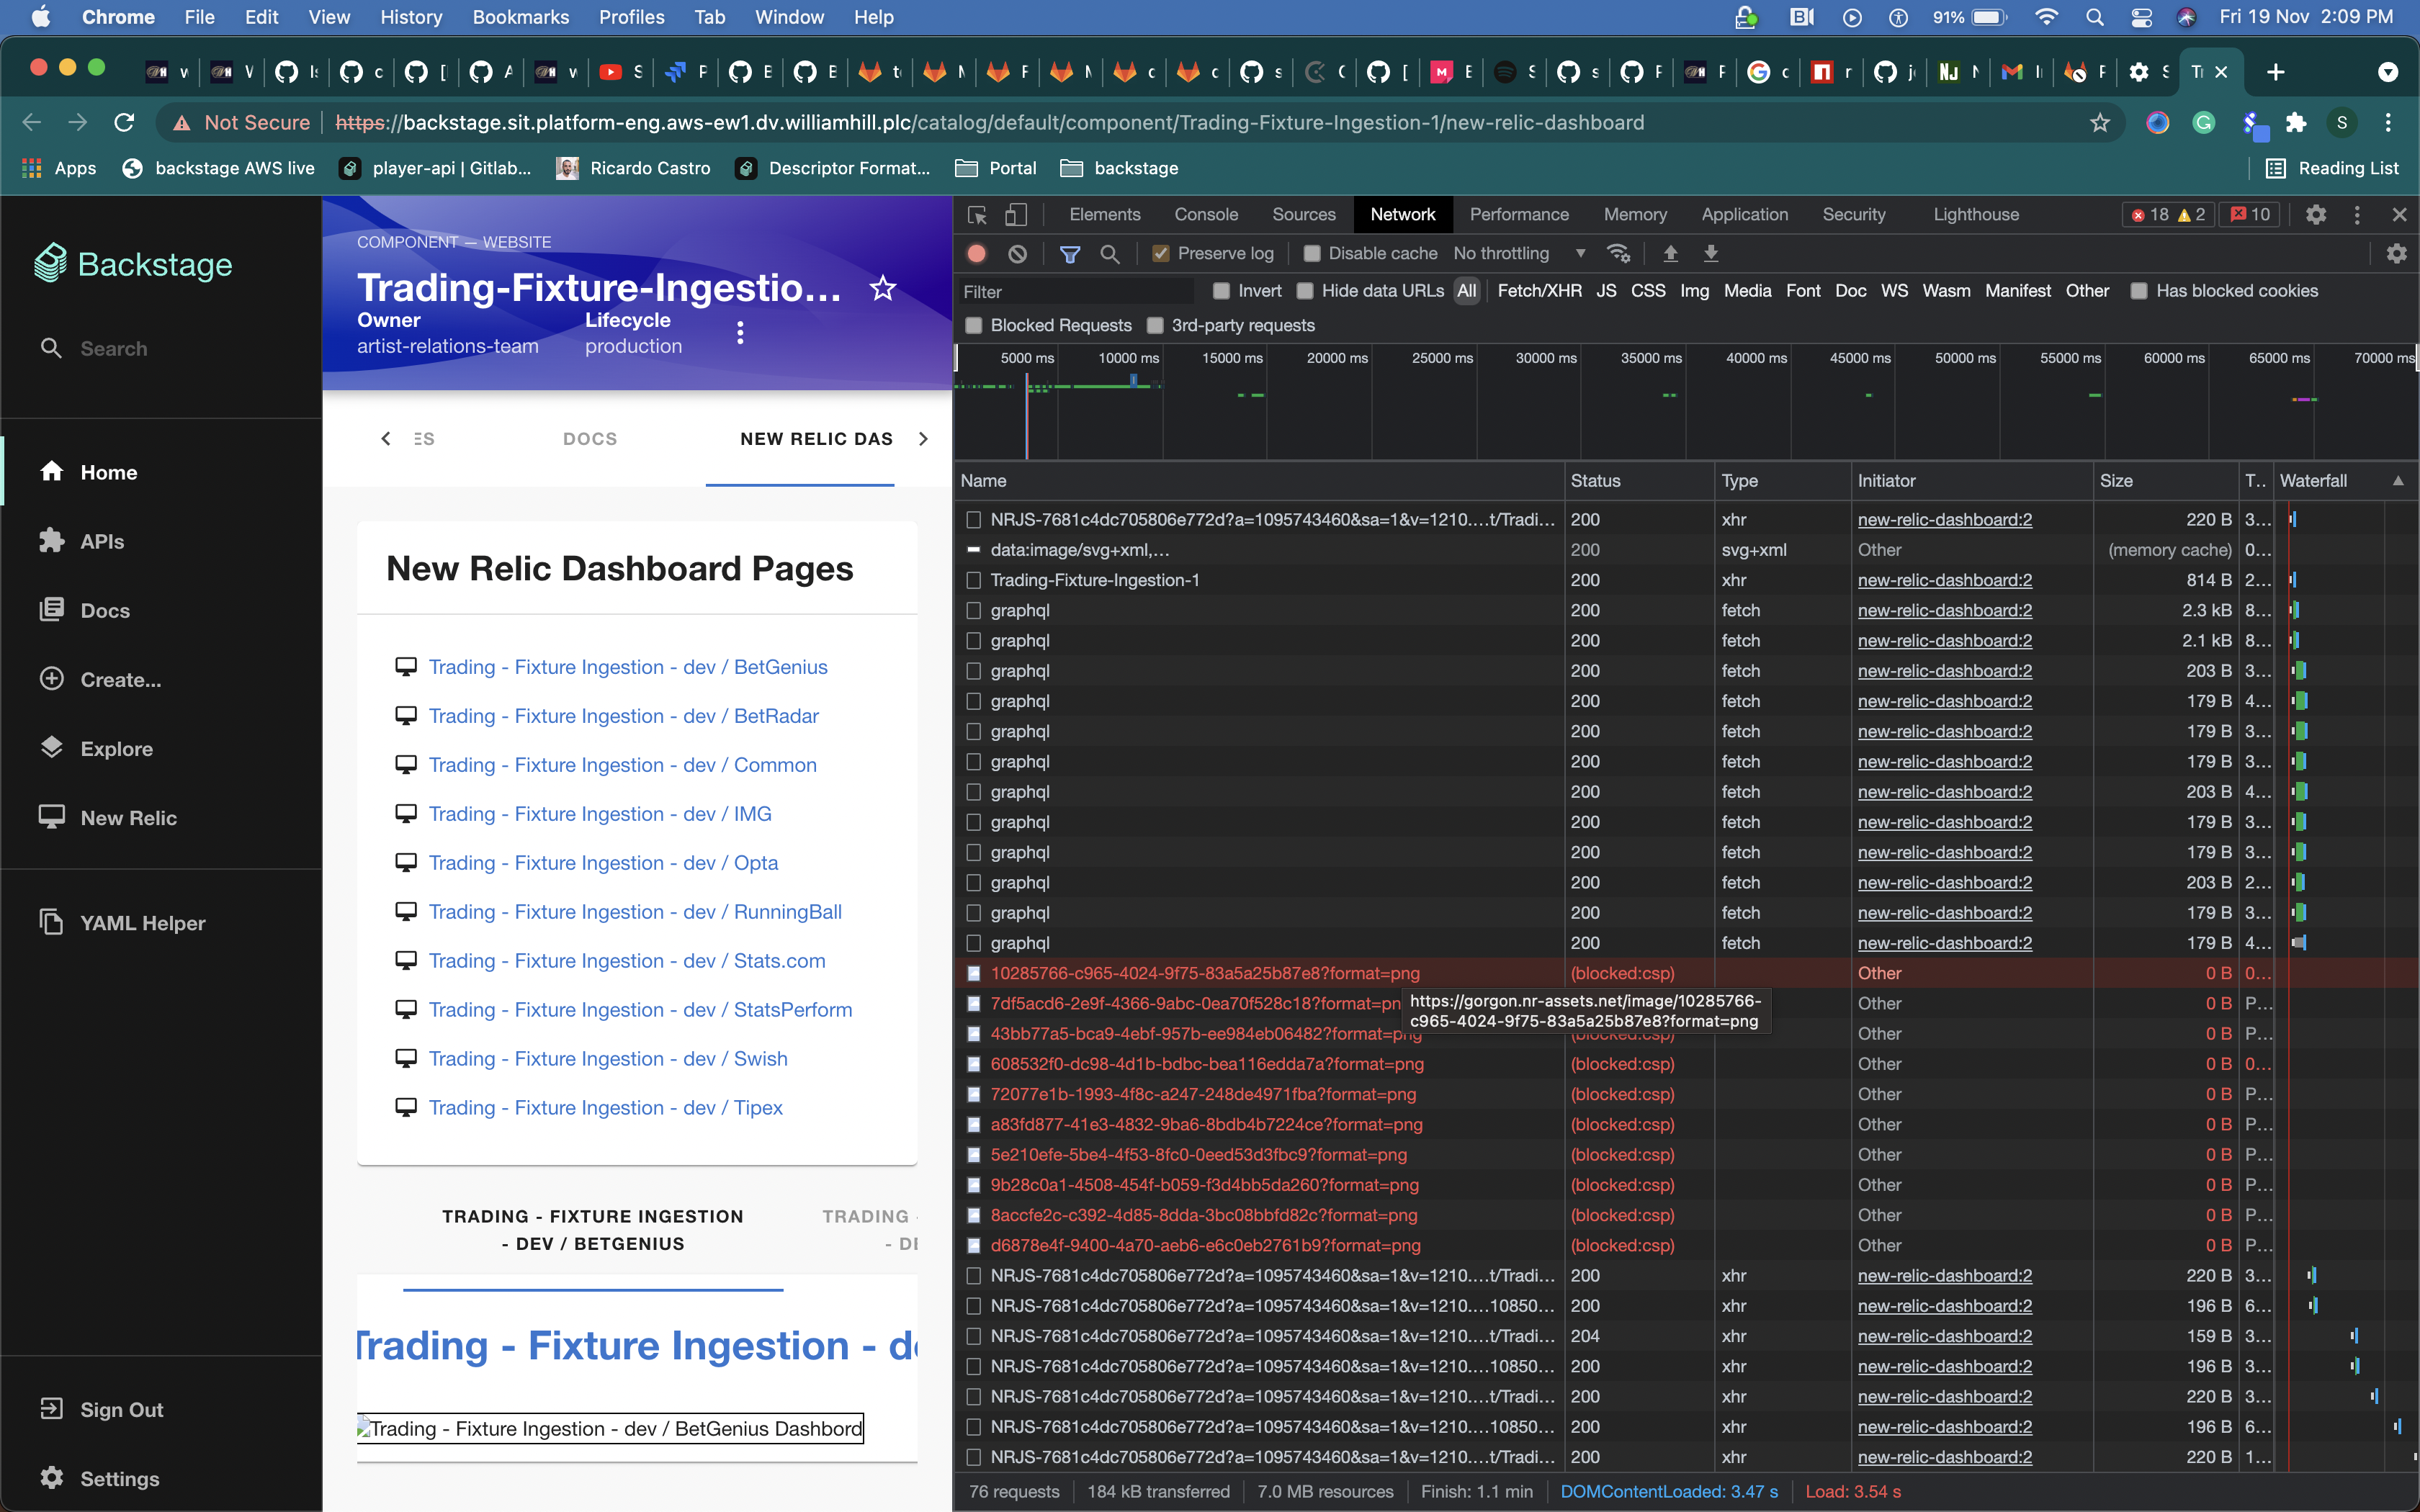 Chrome File Edit View History Bookmarks Profiles Tab Window Help
91% Fri 19 Nov 2:09 PM
Not Secure | https://backstage.sit.platform-eng.aws-ew1.dv.williamhill.plc/catalog/default/component/Trading-Fixture-Ingestion-1/new-relic-dashboard
Apps backstage AWS live player-api | Gitlab... Ricardo Castro Descriptor Format... Portal backstage Reading List
Backstage
Search
Home
APIs
Docs
Create...
Explore
New Relic
YAML Helper
Sign Out
Settings
COMPONENT — WEBSITE
Trading-Fixture-Ingestio...
Owner Lifecycle
artist-relations-team production
ES DOCS NEW RELIC DAS
New Relic Dashboard Pages
Trading - Fixture Ingestion - dev / BetGenius
Trading - Fixture Ingestion - dev / BetRadar
Trading - Fixture Ingestion - dev / Common
Trading - Fixture Ingestion - dev / IMG
Trading - Fixture Ingestion - dev / Opta
Trading - Fixture Ingestion - dev / RunningBall
Trading - Fixture Ingestion - dev / Stats.com
Trading - Fixture Ingestion - dev / StatsPerform
Trading - Fixture Ingestion - dev / Swish
Trading - Fixture Ingestion - dev / Tipex
TRADING - FIXTURE INGESTION TRADING -
- DEV / BETGENIUS - DE
Trading - Fixture Ingestion - de
Trading - Fixture Ingestion - dev / BetGenius Dashbord
Elements Console Sources Network Performance Memory Application Security Lighthouse 18 2 10
Preserve log Disable cache No throttling
Filter Invert Hide data URLs All Fetch/XHR JS CSS Img Media Font Doc WS Wasm Manifest Other Has blocked cookies
Blocked Requests 3rd-party requests
5000 ms 10000 ms 15000 ms 20000 ms 25000 ms 30000 ms 35000 ms 40000 ms 45000 ms 50000 ms 55000 ms 60000 ms 65000 ms 70000 ms
Name Status Type Initiator Size T.. Waterfall
NRJS-7681c4dc705806e772d?a=1095743460&sa=1&v=1210....t/Tradi... 200 xhr new-relic-dashboard:2 220 B 3...
data:image/svg+xml,... 200 svg+xml Other (memory cache) 0...
Trading-Fixture-Ingestion-1 200 xhr new-relic-dashboard:2 814 B 2...
graphql 200 fetch new-relic-dashboard:2 2.3 kB 8...
graphql 200 fetch new-relic-dashboard:2 2.1 kB 8...
graphql 200 fetch new-relic-dashboard:2 203 B 3...
graphql 200 fetch new-relic-dashboard:2 179 B 4...
graphql 200 fetch new-relic-dashboard:2 179 B 3...
graphql 200 fetch new-relic-dashboard:2 179 B 3...
graphql 200 fetch new-relic-dashboard:2 203 B 4...
graphql 200 fetch new-relic-dashboard:2 179 B 3...
graphql 200 fetch new-relic-dashboard:2 179 B 3...
graphql 200 fetch new-relic-dashboard:2 203 B 2...
graphql 200 fetch new-relic-dashboard:2 179 B 3...
graphql 200 fetch new-relic-dashboard:2 179 B 4...
10285766-c965-4024-9f75-83a5a25b87e8?format=png (blocked:csp) Other 0 B 0...
7df5acd6-2e9f-4366-9abc-0ea70f528c18?format=pn Other 0 B P...
https://gorgon.nr-assets.net/image/10285766-
c965-4024-9f75-83a5a25b87e8?format=png
43bb77a5-bca9-4ebf-957b-ee984eb06482?format=png (blocked:csp) Other 0 B P...
608532f0-dc98-4d1b-bdbc-bea116edda7a?format=png (blocked:csp) Other 0 B 0...
72077e1b-1993-4f8c-a247-248de4971fba?format=png (blocked:csp) Other 0 B P...
a83fd877-41e3-4832-9ba6-8bdb4b7224ce?format=png (blocked:csp) Other 0 B P...
5e210efe-5be4-4f53-8fc0-0eed53d3fbc9?format=png (blocked:csp) Other 0 B P...
9b28c0a1-4508-454f-b059-f3d4bb5da260?format=png (blocked:csp) Other 0 B P...
8accfe2c-c392-4d85-8dda-3bc08bbfd82c?format=png (blocked:csp) Other 0 B P...
d6878e4f-9400-4a70-aeb6-e6c0eb2761b9?format=png (blocked:csp) Other 0 B P...
NRJS-7681c4dc705806e772d?a=1095743460&sa=1&v=1210....t/Tradi... 200 xhr new-relic-dashboard:2 220 B 3...
NRJS-7681c4dc705806e772d?a=1095743460&sa=1&v=1210....10850... 200 xhr new-relic-dashboard:2 196 B 6...
NRJS-7681c4dc705806e772d?a=1095743460&sa=1&v=1210....t/Tradi... 204 xhr new-relic-dashboard:2 159 B 3...
NRJS-7681c4dc705806e772d?a=1095743460&sa=1&v=1210....10850... 200 xhr new-relic-dashboard:2 196 B 3...
NRJS-7681c4dc705806e772d?a=1095743460&sa=1&v=1210....t/Tradi... 200 xhr new-relic-dashboard:2 220 B 3...
NRJS-7681c4dc705806e772d?a=1095743460&sa=1&v=1210....10850... 200 xhr new-relic-dashboard:2 196 B 6...
NRJS-7681c4dc705806e772d?a=1095743460&sa=1&v=1210....t/Tradi... 200 xhr new-relic-dashboard:2 220 B 1...
76 requests 184 kB transferred 7.0 MB resources Finish: 1.1 min DOMContentLoaded: 3.47 s Load: 3.54 s